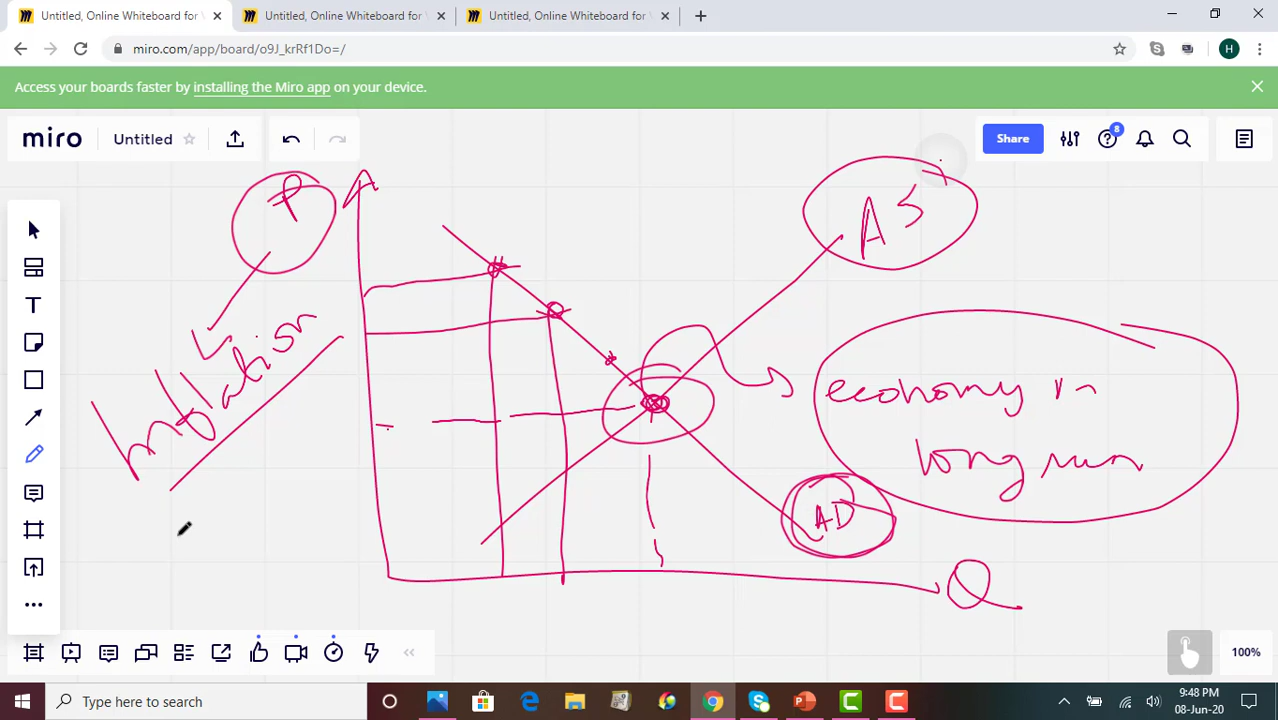 Untitled, Online Whiteboard for
Untitled, Online Whiteboard for
Untitled, Online Whiteboard for
H
miro.com/app/board/o9J_krRf1Do=/
Access your boards faster by installing the Miro app on your device.
miro
Untitled
Share
8
P
AS
Inflation
economy in
long run
AD
Q
T
100%
Type here to search
9:48 PM
08-Jun-20